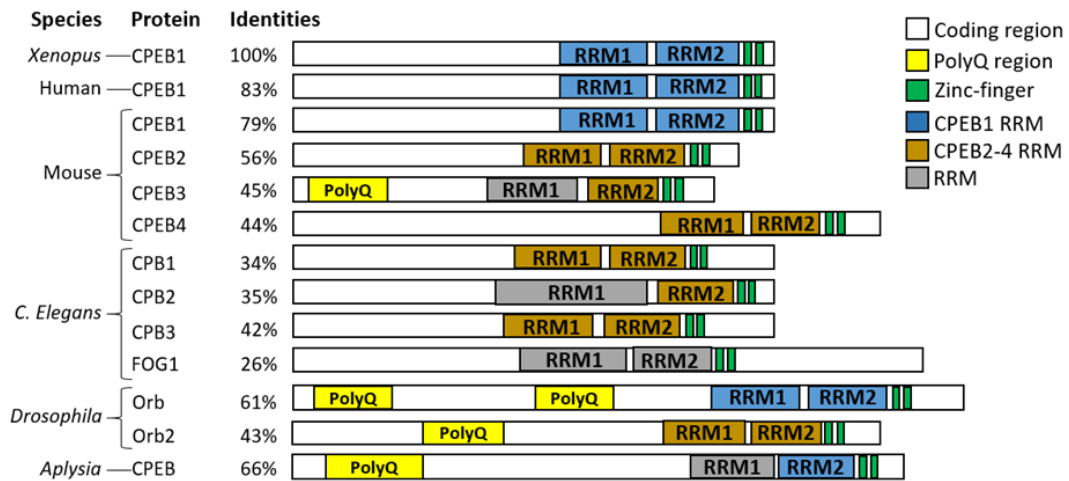 Species Protein Identities
Xenopus CPEB1 100% RRM1 RRM2
Human CPEB1 83% RRM1 RRM2
Mouse
CPEB1 79% RRM1 RRM2
CPEB2 56% RRM1 RRM2
CPEB3 45% PolyQ RRM1 RRM2
CPEB4 44% RRM1 RRM2
C. Elegans
CPB1 34% RRM1 RRM2
CPB2 35% RRM1 RRM2
CPB3 42% RRM1 RRM2
FOG1 26% RRM1 RRM2
Drosophila
Orb 61% PolyQ PolyQ RRM1 RRM2
Orb2 43% PolyQ RRM1 RRM2
Aplysia CPEB 66% PolyQ RRM1 RRM2
Coding region
PolyQ region
Zinc-finger
CPEB1 RRM
CPEB2-4 RRM
RRM